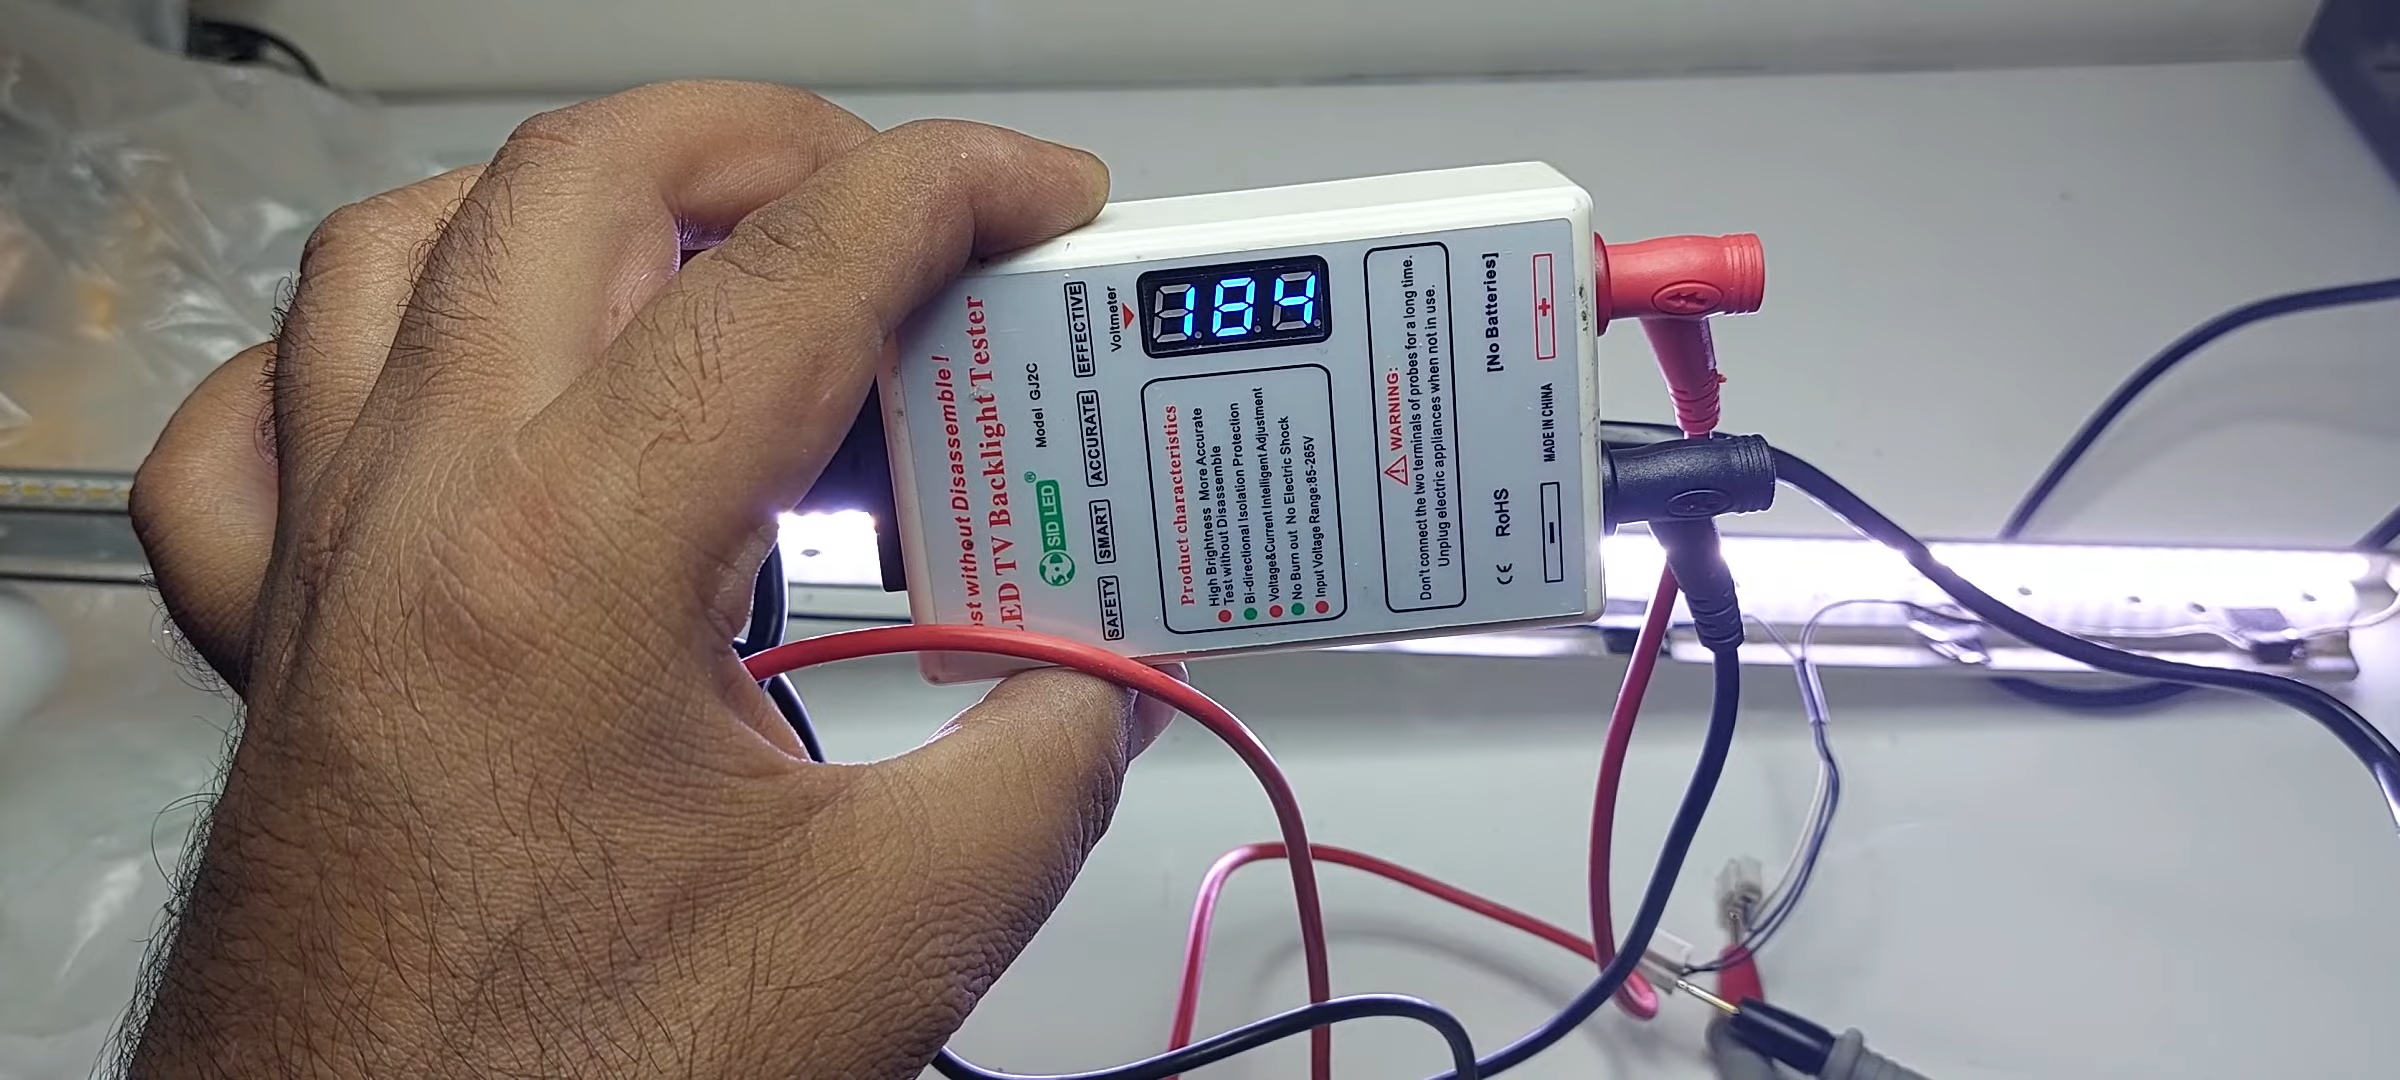 st without Disassemble!
LED TV Backlight Tester
SID LED® Model GJ2C
SAFETY SMART ACCURATE EFFECTIVE
Voltmeter
184
Product characteristics
High Brightness More Accurate
Test without Disassemble
Bi-directional Isolation Protection
Voltage&Current Intelligent Adjustment
No Burn out No Electric Shock
Input Voltage Range:85-265V
WARNING:
Don't connect the two terminals of probes for a long time.
Unplug electric appliances when not in use.
CE RoHS [No Batteries]
MADE IN CHINA
− +